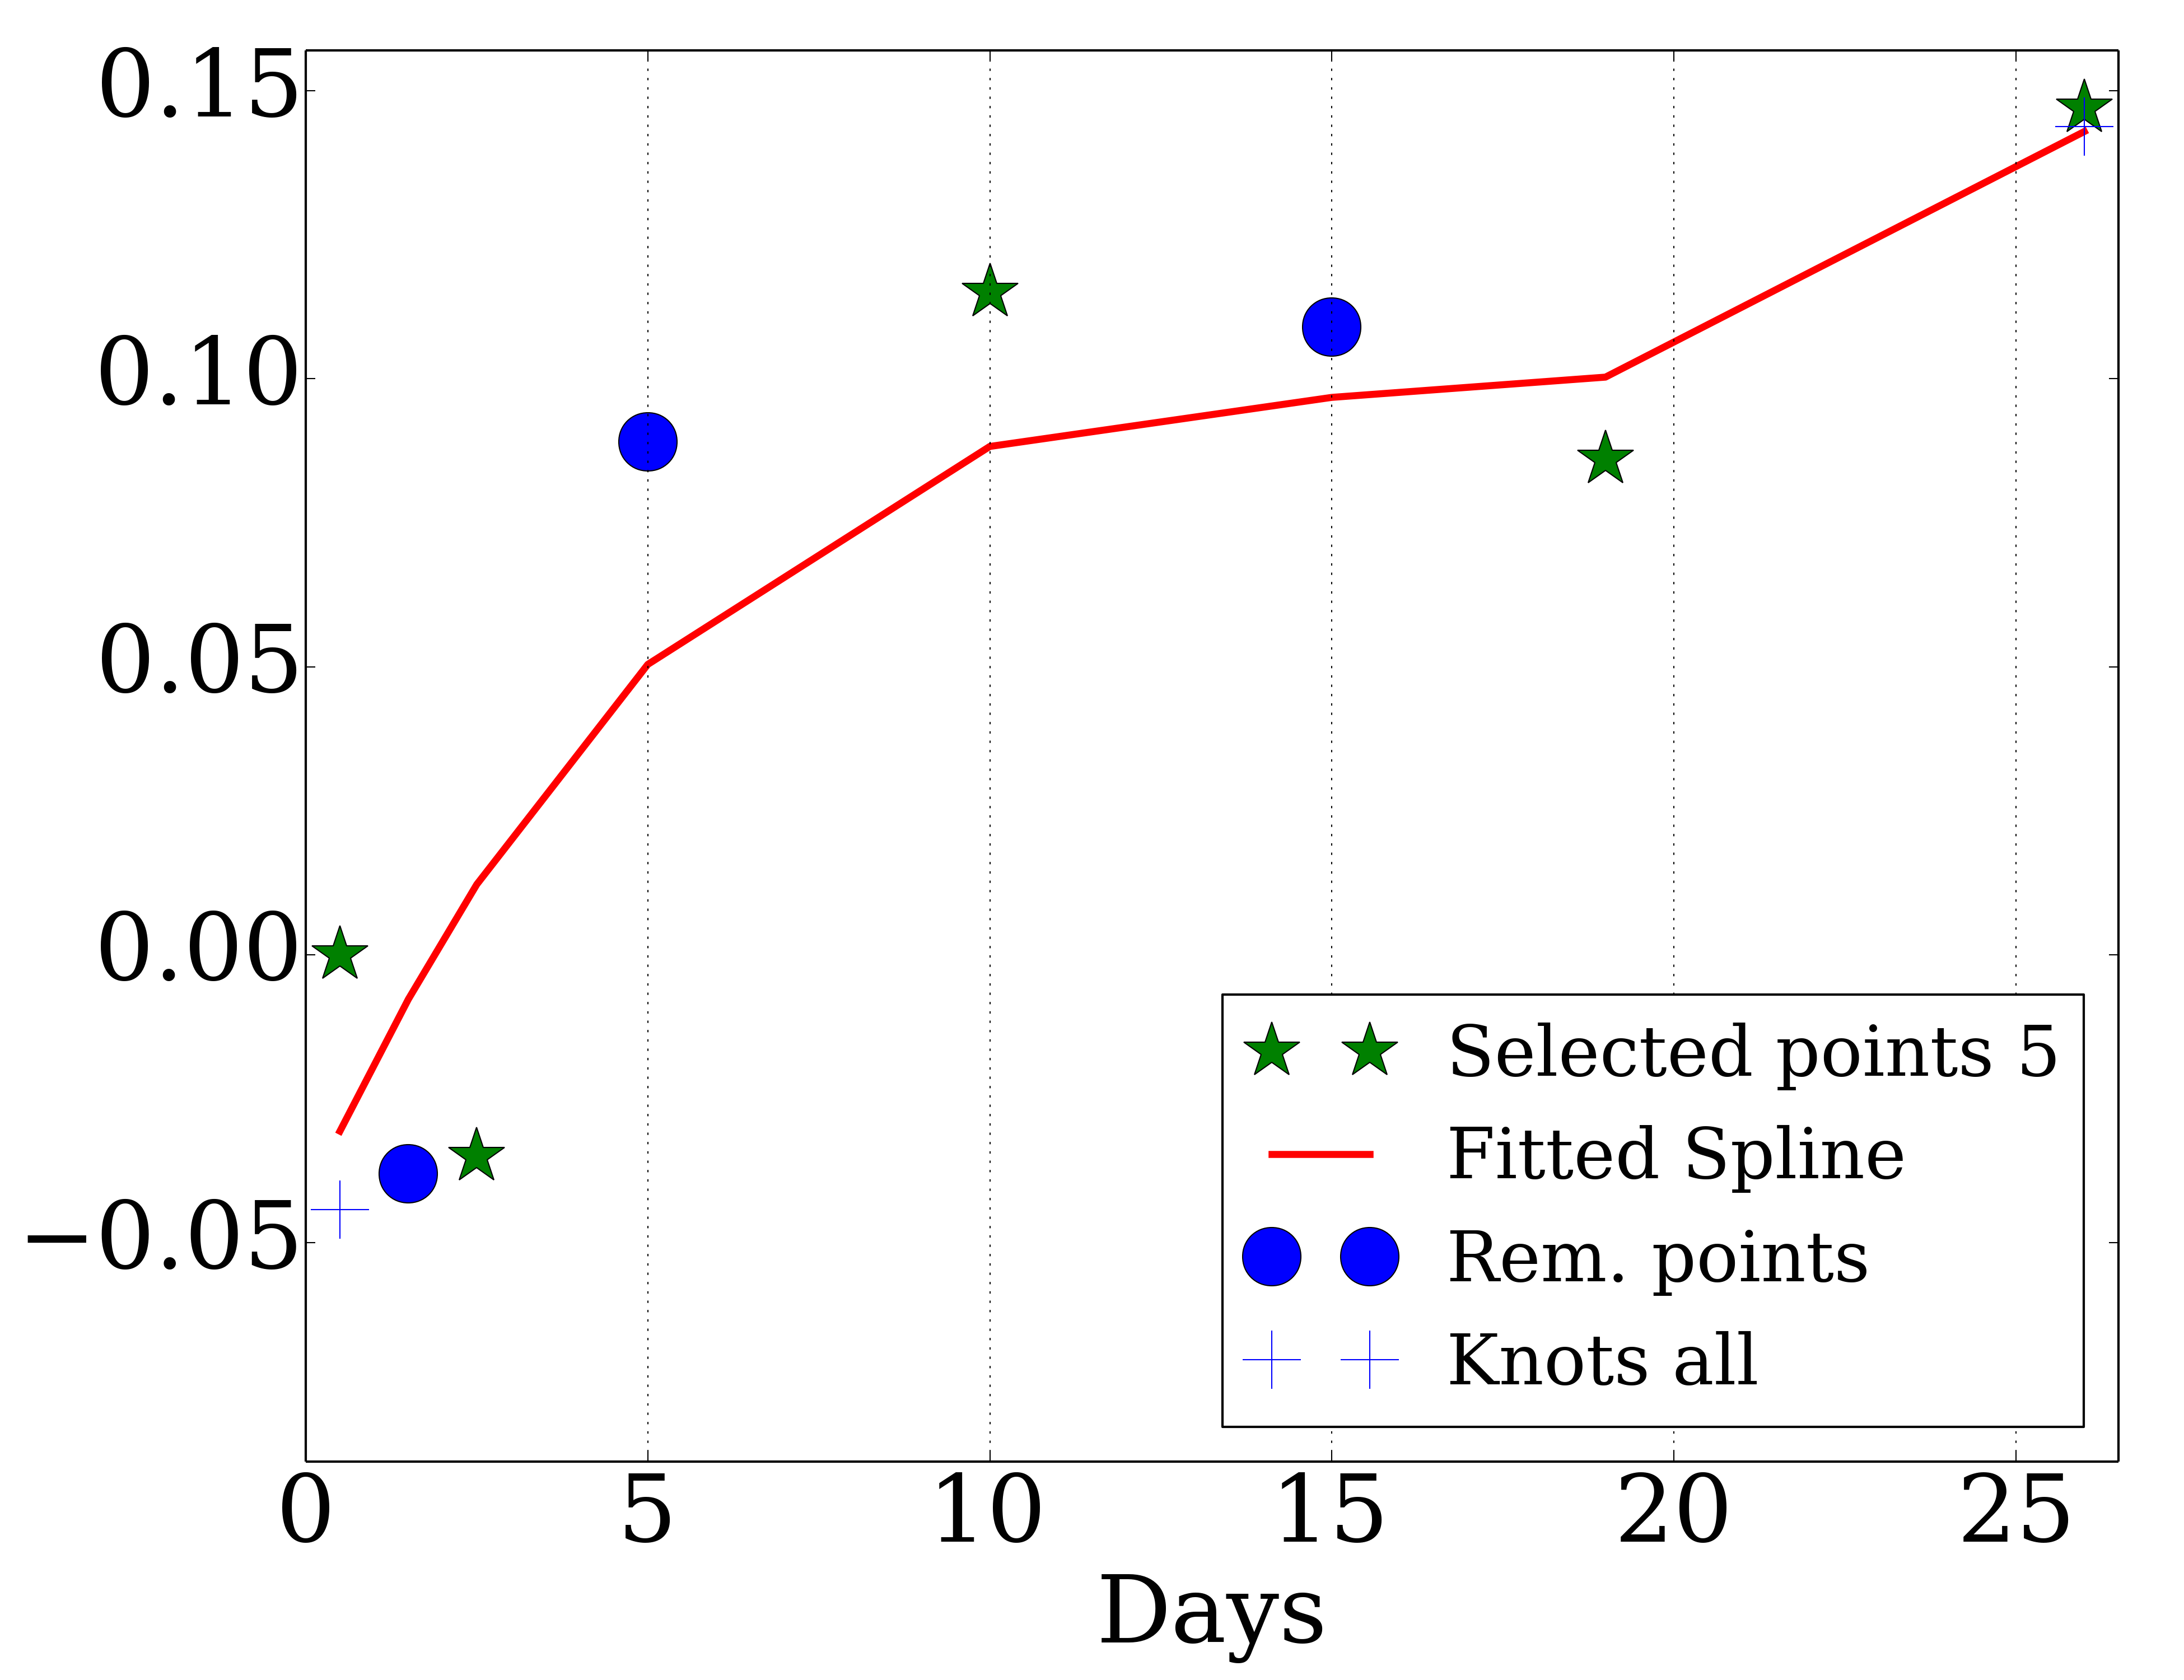 0.15
0.10
0.05
0.00
−0.05
0 5 10 15 20 25
Days
Selected points 5
Fitted Spline
Rem. points
Knots all